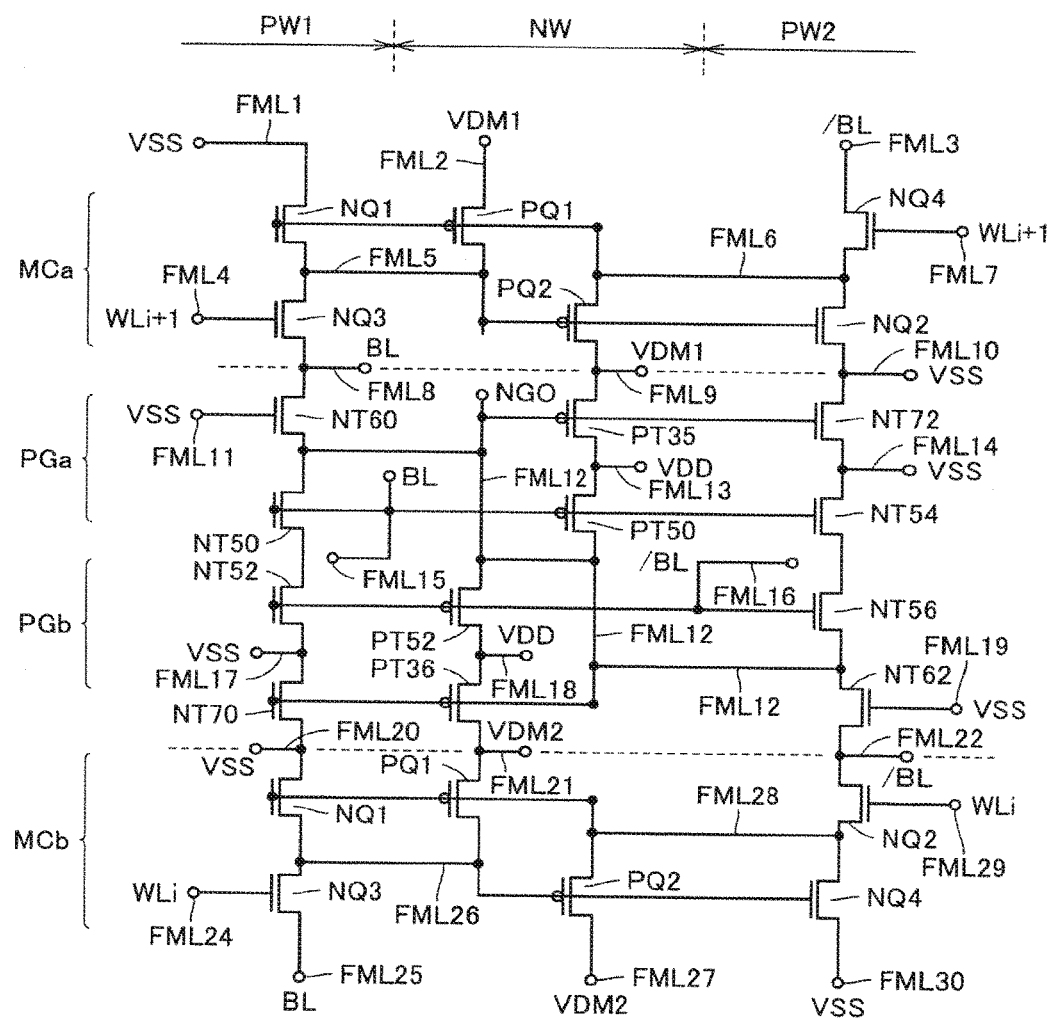 PW1 NW PW2
FML1
VSS
VDM1
FML2
/BL
FML3
NQ1
PQ1
NQ4
WLi+1
FML7
MCa
FML4
FML5
FML6
PQ2
WLi+1
NQ3
NQ2
BL
VDM1
FML10
VSS
FML8
NGO
FML9
VSS
NT60
NT72
FML11
PT35
FML14
PGa
BL
FML12
VDD
VSS
FML13
NT50
PT50
NT54
NT52
FML15
/BL
FML16
NT56
PGb
PT52
VDD
FML12
FML19
VSS
PT36
NT62
FML17
FML18
FML12
VSS
NT70
FML20
VDM2
FML22
VSS
PQ1
FML21
/BL
FML28
NQ1
WLi
MCb
NQ2
FML29
WLi
NQ3
PQ2
NQ4
FML24
FML26
FML25
FML27
FML30
BL
VDM2
VSS